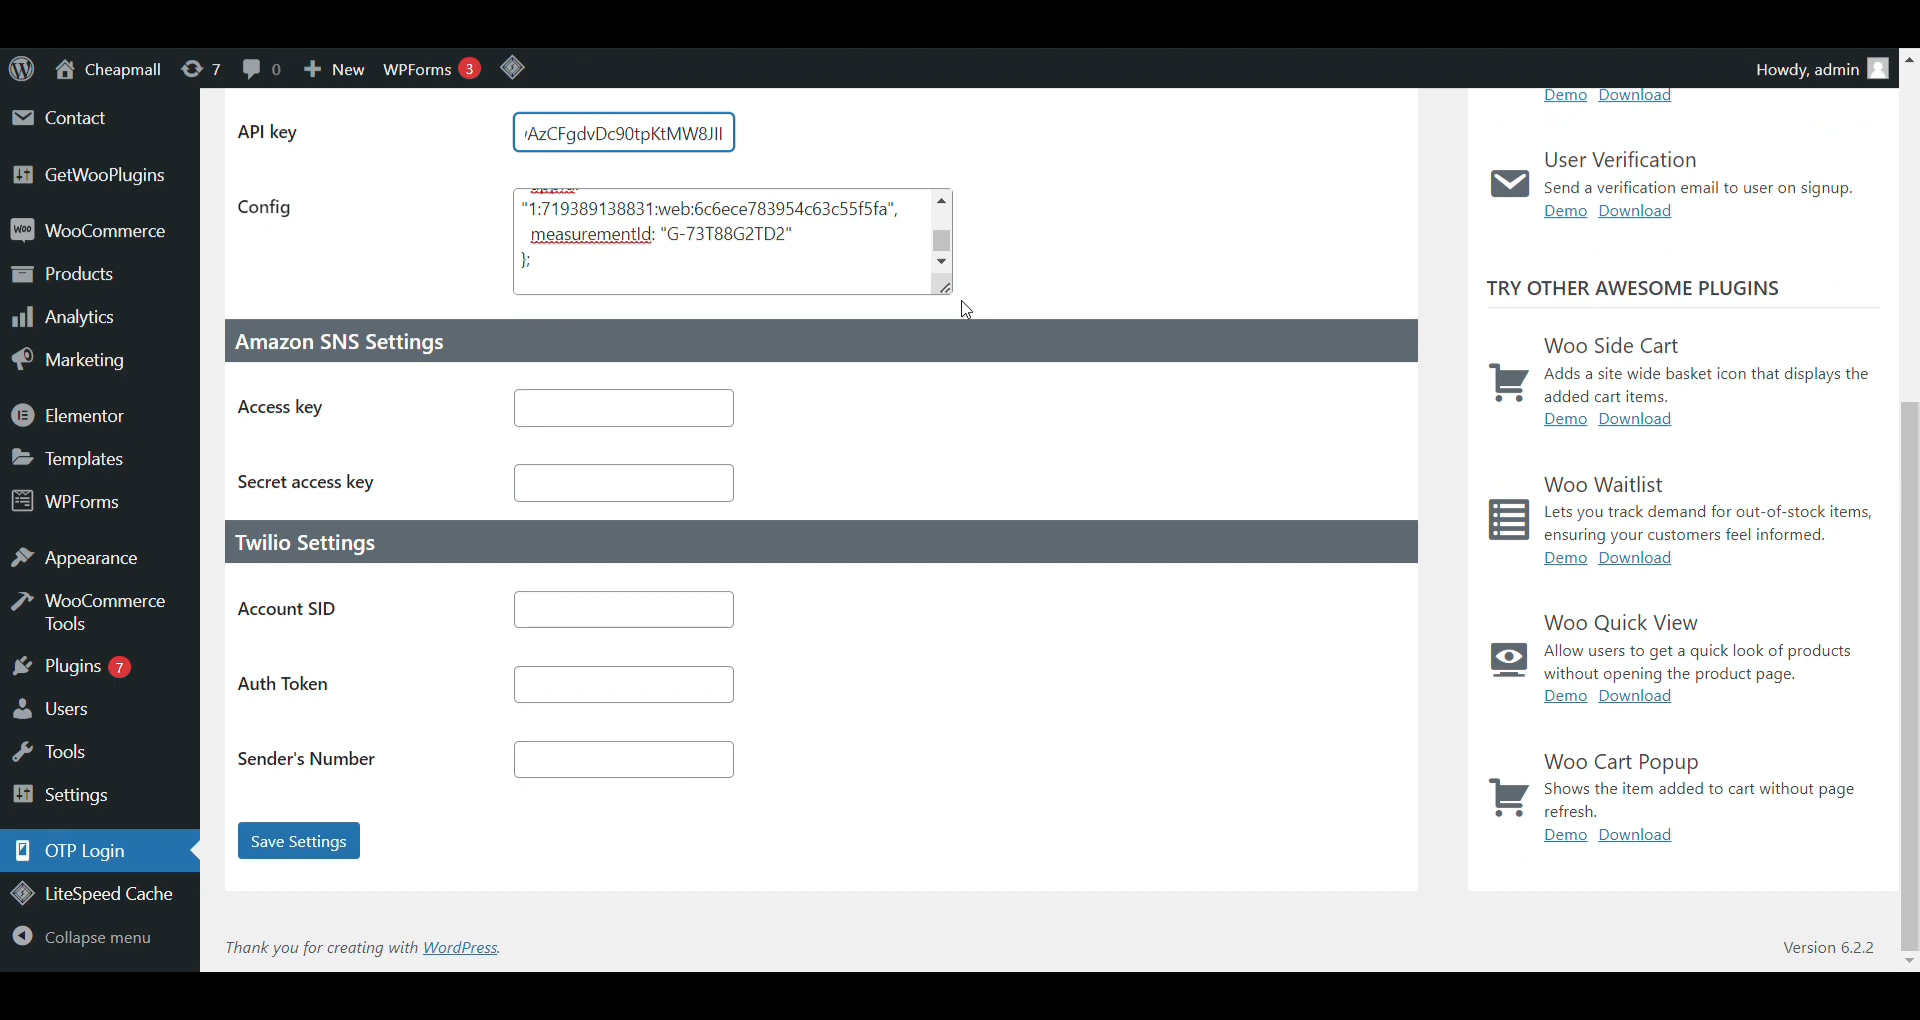 Cheapmall 7 0 New WPForms 3 Howdy, admin
Contact
GetWooPlugins
WooCommerce
Products
Analytics
Marketing
Elementor
Templates
WPForms
Appearance
WooCommerce
Tools
Plugins 7
Users
Tools
Settings
OTP Login
LiteSpeed Cache
Collapse menu
API key
AzCFgdvDc90tpKtMW8JII
Config
"1:719389138831:web:6c6ece783954c63c55f5fa",
measurementId: "G-73T88G2TD2"
};
Amazon SNS Settings
Access key
Secret access key
Twilio Settings
Account SID
Auth Token
Sender's Number
Save Settings
Thank you for creating with WordPress.
Version 6.2.2
Demo Download
User Verification
Send a verification email to user on signup.
Demo Download
TRY OTHER AWESOME PLUGINS
Woo Side Cart
Adds a site wide basket icon that displays the
added cart items.
Demo Download
Woo Waitlist
Lets you track demand for out-of-stock items,
ensuring your customers feel informed.
Demo Download
Woo Quick View
Allow users to get a quick look of products
without opening the product page.
Demo Download
Woo Cart Popup
Shows the item added to cart without page
refresh.
Demo Download